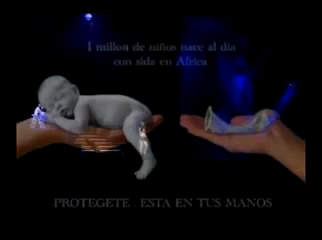 1 millon de niños nace al dia
con sida en Africa
PROTEGETE . ESTA EN TUS MANOS